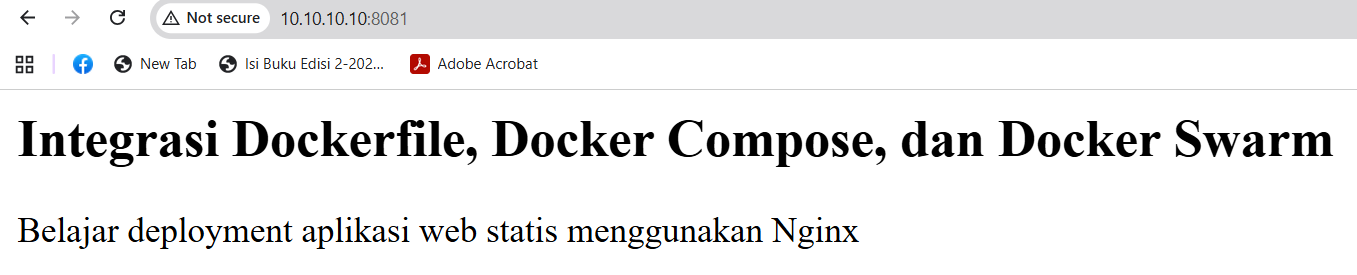 Not secure 10.10.10.10:8081
New Tab Isi Buku Edisi 2-202... Adobe Acrobat
Integrasi Dockerfile, Docker Compose, dan Docker Swarm
Belajar deployment aplikasi web statis menggunakan Nginx